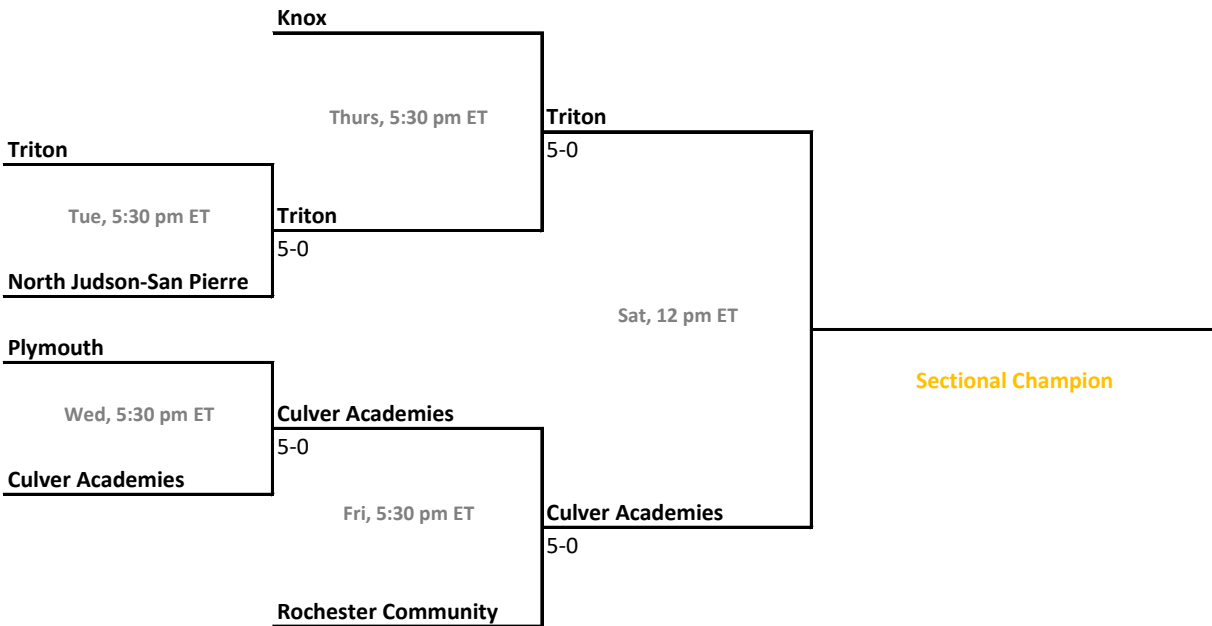 Knox
Thurs, 5:30 pm ET
Triton
5-0
Triton
Tue, 5:30 pm ET
Triton
5-0
North Judson-San Pierre
Sat, 12 pm ET
Plymouth
Sectional Champion
Wed, 5:30 pm ET
Culver Academies
5-0
Culver Academies
Fri, 5:30 pm ET
Culver Academies
5-0
Rochester Community